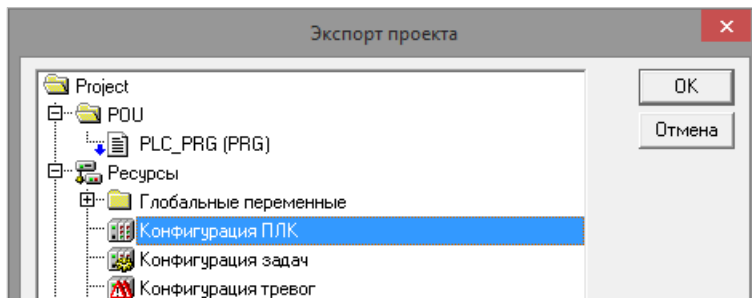 Экспорт проекта
Project
OK
POU
Отмена
PLC_PRG (PRG)
Ресурсы
Глобальные переменные
Конфигурация ПЛК
Конфигурация задач
Конфигурация тревог